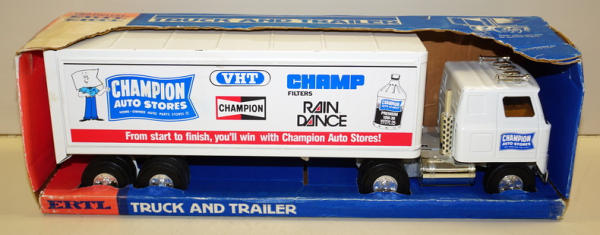 TRUCK AND TRAILER
CHAMPION
AUTO STORES
VHT
CHAMPION
CHAMP
FILTERS
RAIN
DANCE
CHAMPION
From start to finish, you'll win with Champion Auto Stores!
CHAMPION
AUTO STORES
ERTL
TRUCK AND TRAILER